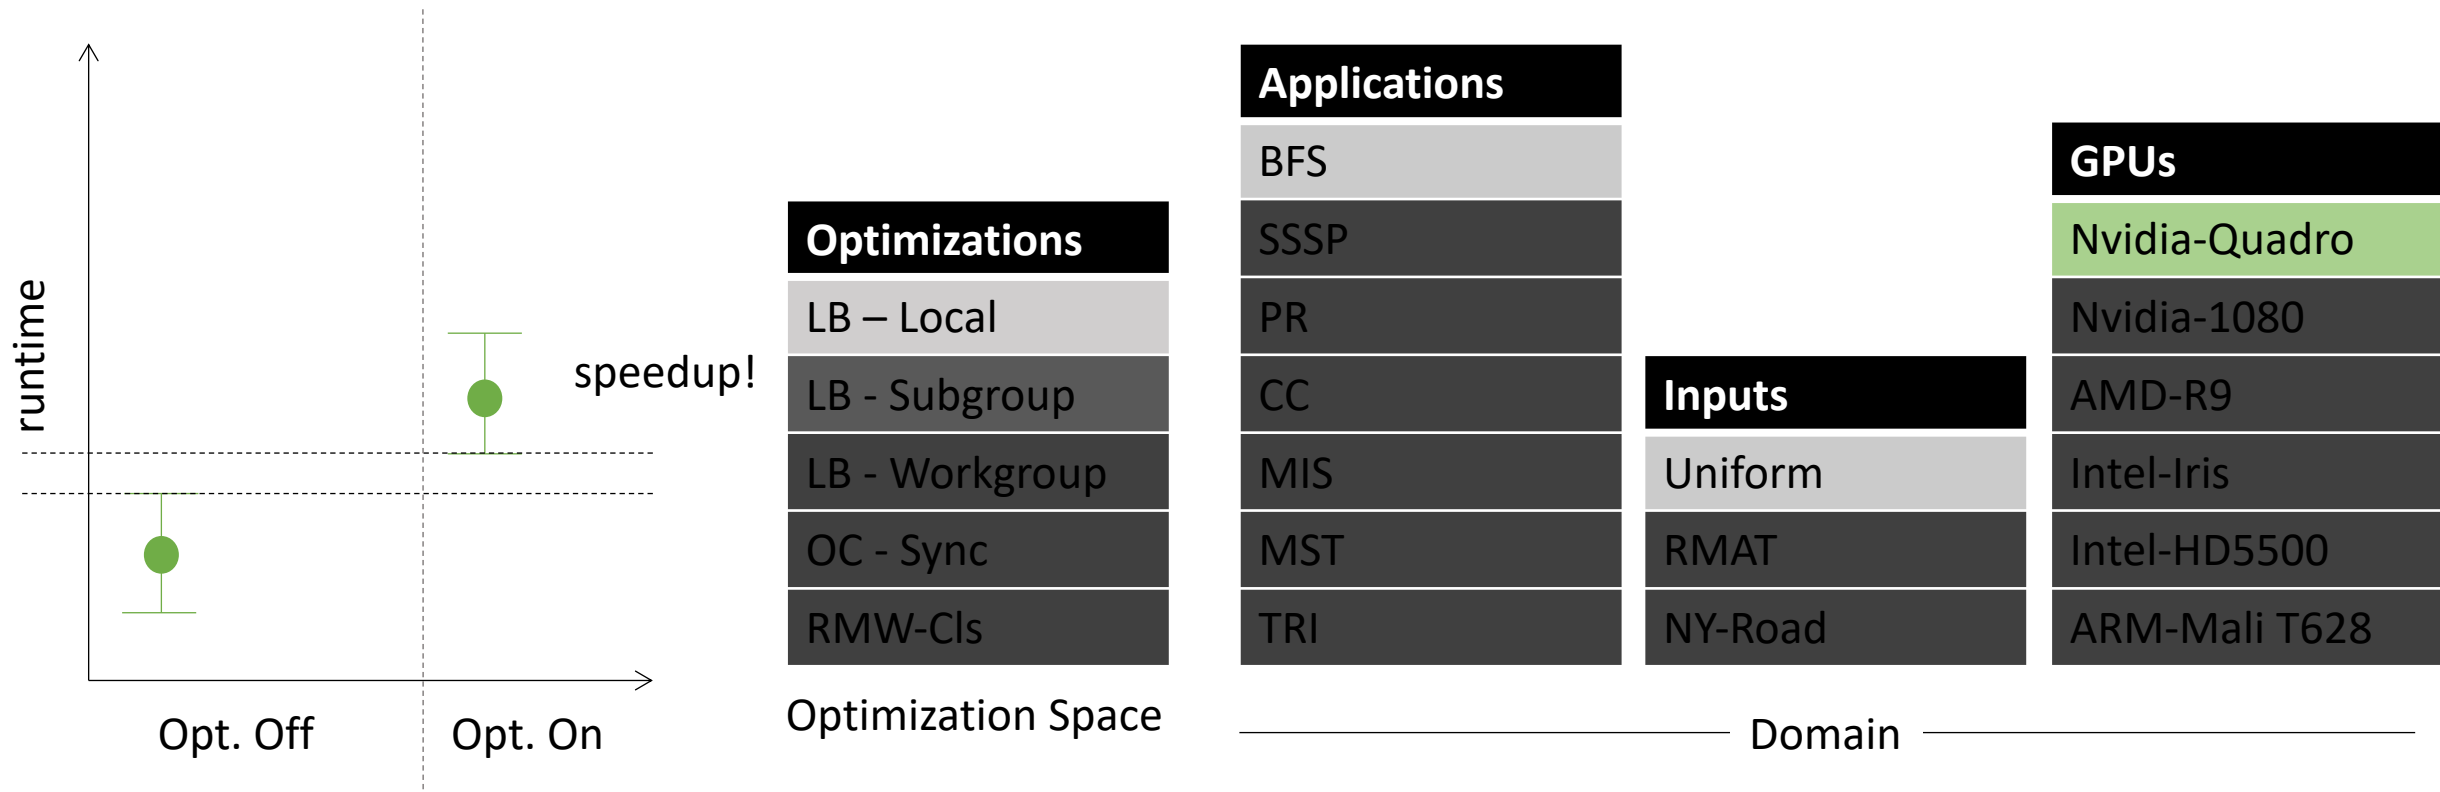 runtime
speedup!
Opt. Off
Opt. On
Optimizations
LB – Local
LB - Subgroup
LB - Workgroup
OC - Sync
RMW-Cls
Optimization Space
Applications
BFS
SSSP
PR
CC
MIS
MST
TRI
Inputs
Uniform
RMAT
NY-Road
GPUs
Nvidia-Quadro
Nvidia-1080
AMD-R9
Intel-Iris
Intel-HD5500
ARM-Mali T628
Domain